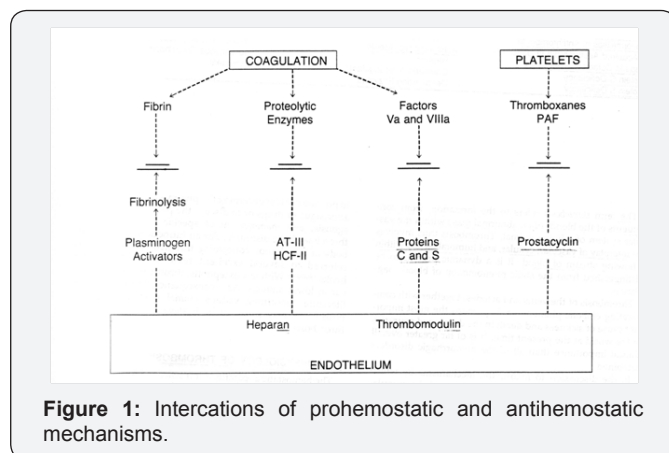 COAGULATION PLATELETS
Fibrin Proteolytic Factors Thromboxanes
Enzymes Va and VIIIa PAF
Fibrinolysis
Plasminogen AT-III Proteins Prostacyclin
Activators HCF-II C and S
Heparan Thrombomodulin
ENDOTHELIUM
Figure 1: Intercations of prohemostatic and antihemostatic
mechanisms.